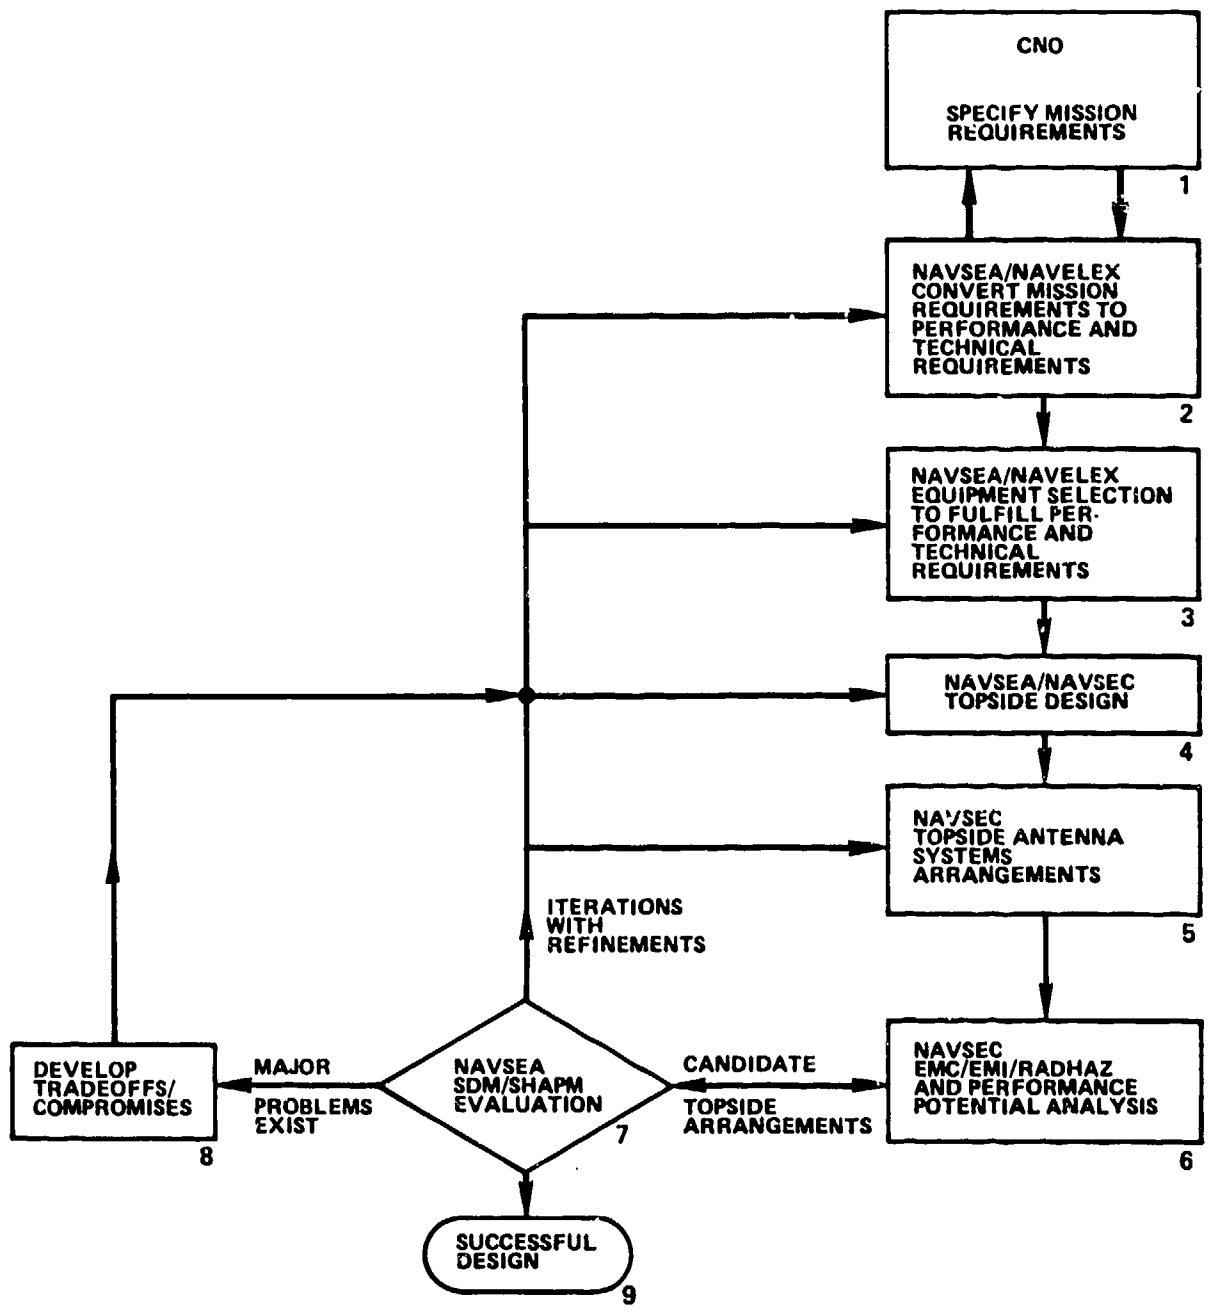 CNO
SPECIFY MISSION
REQUIREMENTS
1
NAVSEA/NAVELEX
CONVERT MISSION
REQUIREMENTS TO
PERFORMANCE AND
TECHNICAL
REQUIREMENTS
2
NAVSEA/NAVELEX
EQUIPMENT SELECTION
TO FULFILL PER-
FORMANCE AND
TECHNICAL
REQUIREMENTS
3
NAVSEA/NAVSEC
TOPSIDE DESIGN
4
NAVSEC
TOPSIDE ANTENNA
SYSTEMS
ARRANGEMENTS
5
ITERATIONS
WITH
REFINEMENTS
NAVSEC
EMC/EMI/RADHAZ
AND PERFORMANCE
POTENTIAL ANALYSIS
6
CANDIDATE
TOPSIDE
ARRANGEMENTS
NAVSEA
SDM/SHAPM
EVALUATION
7
MAJOR
PROBLEMS
EXIST
DEVELOP
TRADEOFFS/
COMPROMISES
8
SUCCESSFUL
DESIGN
9